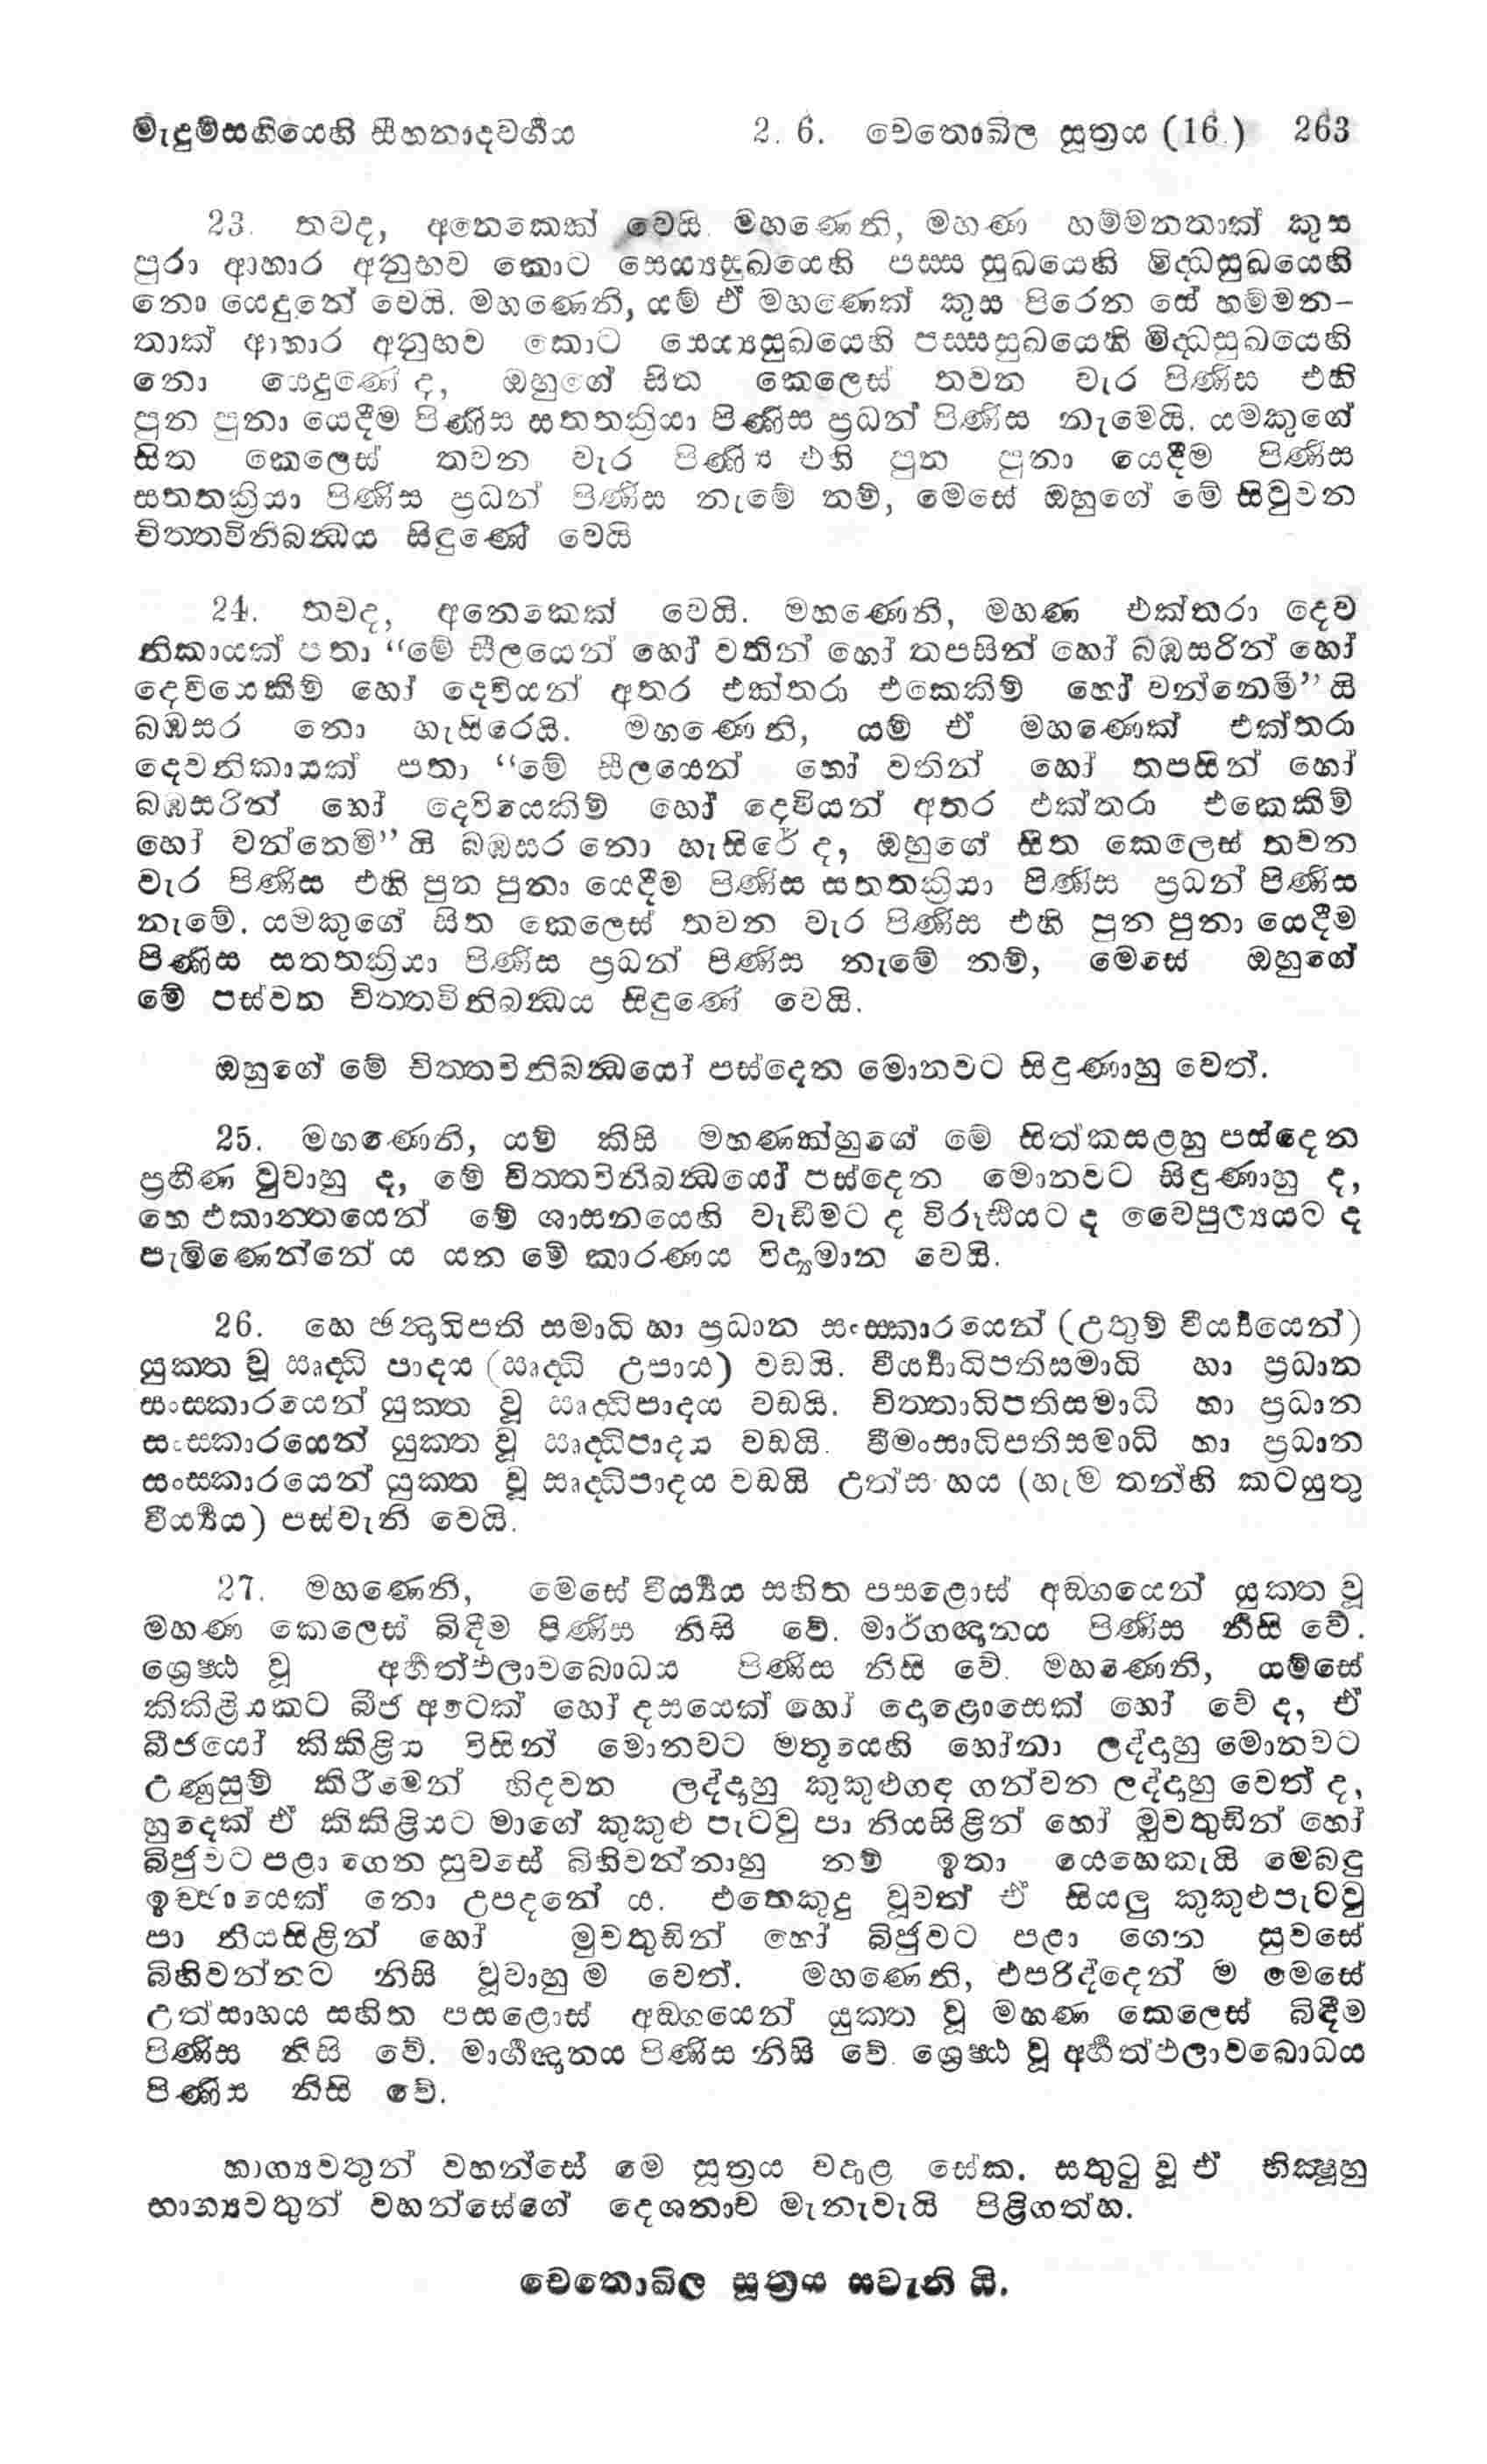 මැදුම්සඟියෙහි සීහනාදවර්ගය 2. 6. චෙතොඛිල සූත්‍රය (16.) 263
23. තවද, අනෙකෙක් වෙයි. මහණෙනි, මහණ හම්මනතාක් කුස
පුරා ආහාර අනුභව කොට සෙය්‍යසුඛයෙහි පස්ස සුඛයෙහි මිද්ධසුඛයෙහි
නො යෙදුනේ වෙයි. මහණෙනි, යම් ඒ මහණෙක් කුස පිරෙන සේ හම්මන-
තාක් ආහාර අනුභව කොට සෙය්‍යසුඛයෙහි පස්සසුඛයෙහි මිද්ධසුඛයෙහි
නො යෙදුණේ ද, ඔහුගේ සිත කෙලෙස් තවන වැර පිණිස එහි
පුන පුනා යෙදීම පිණිස සතතක්‍රියා පිණිස ප්‍රධන් පිණිස නැමෙයි. යමකුගේ
සිත කෙලෙස් තවන වැර පිණිස එහි පුන පුනා යෙදීම පිණිස
සතතක්‍රියා පිණිස ප්‍රධන් පිණිස නැමේ නම්, මෙසේ ඔහුගේ මේ සිවුවන
චිත්තවිනිබන්ධය සිඳුණේ වෙයි
24. තවද, අනෙකෙක් වෙයි. මහණෙනි, මහණ එක්තරා දෙව
නිකායක් පතා “මේ සීලයෙන් හෝ වතින් හෝ තපසින් හෝ බඹසරින් හෝ
දෙවියෙකිම් හෝ දෙවියන් අතර එක්තරා එකෙකිම් හෝ වන්නෙමි” යි
බඹසර නො හැසිරෙයි. මහණෙනි, යම් ඒ මහණෙක් එක්තරා
දෙවනිකායක් පතා “මේ සීලයෙන් හෝ වතින් හෝ තපසින් හෝ
බඹසරින් හෝ දෙවියෙකිම් හෝ දෙවියන් අතර එක්තරා එකෙකිම්
හෝ වන්නෙමි” යි බඹසර නො හැසිරේ ද, ඔහුගේ සිත කෙලෙස් තවන
වැර පිණිස එහි පුන පුනා යෙදීම පිණිස සතතක්‍රියා පිණිස ප්‍රධන් පිණිස
නැමේ. යමකුගේ සිත කෙලෙස් තවන වැර පිණිස එහි පුන පුනා යෙදීම
පිණිස සතතක්‍රියා පිණිස ප්‍රධන් පිණිස නැමේ නම්, මෙසේ ඔහුගේ
මේ පස්වන චිත්තවිනිබන්ධය සිඳුණේ වෙයි.
ඔහුගේ මේ චිත්තවිනිබන්ධයෝ පස්දෙන මොනවට සිදුණාහු වෙත්.
25. මහණෙනි, යම් කිසි මහණක්හුගේ මේ සිත්කසළහු පස්දෙන
ප්‍රහීණ වූවාහු ද, මේ චිත්තවිනිබන්ධයෝ පස්දෙන මොනවට සිඳුණාහු ද,
හෙ එකාන්තයෙන් මේ ශාසනයෙහි වැඩීමට ද විරූඪියට ද වෛපුල්‍යයට ද
පැමිණෙන්නේ ය යන මේ කාරණය විද්‍යමාන වෙයි.
26. හෙ ඡන්දාධිපති සමාධි හා ප්‍රධාන සංස්කාරයෙන් (උතුම් වීර්‍ය්‍යයෙන්)
යුක්ත වූ ඍද්ධි පාදය (ඍද්ධි උපාය) වඩයි. වීර්‍ය්‍යාධිපතිසමාධි හා ප්‍රධාන
සංස්කාරයෙන් යුක්ත වූ ඍද්ධිපාදය වඩයි. චිත්තාධිපතිසමාධි හා ප්‍රධාන
සංස්කාරයෙන් යුක්ත වූ ඍද්ධිපාදය වඩයි. වීමංසාධිපතිසමාධි හා ප්‍රධාන
සංස්කාරයෙන් යුක්ත වූ ඍද්ධිපාදය වඩයි උත්සාහය (හැම තන්හි කටයුතු
වීර්‍ය්‍යය) පස්වැනි වෙයි.
27. මහණෙනි, මෙසේ වීර්‍ය්‍යය සහිත පසළොස් අඞ්ගයෙන් යුක්ත වූ
මහණ කෙලෙස් බිඳීම පිණිස නිසි වේ. මාර්ගඥානය පිණිස නිසි වේ.
ශ්‍රෙෂ්ඨ වූ අර්හත්ඵලාවබොධය පිණිස නිසි වේ. මහණෙනි, යම්සේ
කිකිළියකට බීජ අටෙක් හෝ දසයෙක් හෝ දොළොසෙක් හෝ වේ ද, ඒ
බීජයෝ කිකිළිය විසින් මොනවට මතුයෙහි හෝනා ලද්දාහු මොනවට
උණුසුම් කිරීමෙන් හිදවන ලද්දාහු කුකුළුගඳ ගන්වන ලද්දාහු වෙත් ද,
හුදෙක් ඒ කිකිළියට මාගේ කුකුළු පැටවු පා නියසිළින් හෝ මුවතුඩින් හෝ
බිජුවට පළා ගෙන සුවසේ බිහිවන්නාහු නම් ඉතා යෙහෙකැයි මෙබඳු
ඉච්ඡායෙක් නො උපදනේ ය. එහෙකුදු වූවත් ඒ සියලු කුකුළුපැටවු
පා නියසිළින් හෝ මුවතුඩින් හෝ බිජුවට පළා ගෙන සුවසේ
බිහිවන්නට නිසි වූවාහු ම වෙත්. මහණෙනි, එපරිද්දෙන් ම මෙසේ
උත්සාහය සහිත පසළොස් අඞ්ගයෙන් යුක්ත වූ මහණ කෙලෙස් බිඳීම
පිණිස නිසි වේ. මාර්ගඥානය පිණිස නිසි වේ. ශ්‍රෙෂ්ඨ වූ අර්හත්ඵලාවබොධය
පිණිස නිසි වේ.
භාග්‍යවතුන් වහන්සේ මෙ සූත්‍රය වදාළ සේක. සතුටු වූ ඒ භික්ෂූහු
භාග්‍යවතුන් වහන්සේගේ දෙශනාව මැනැවැයි පිළිගත්හ.
චෙතොඛිල සූත්‍රය සවැනි යි.